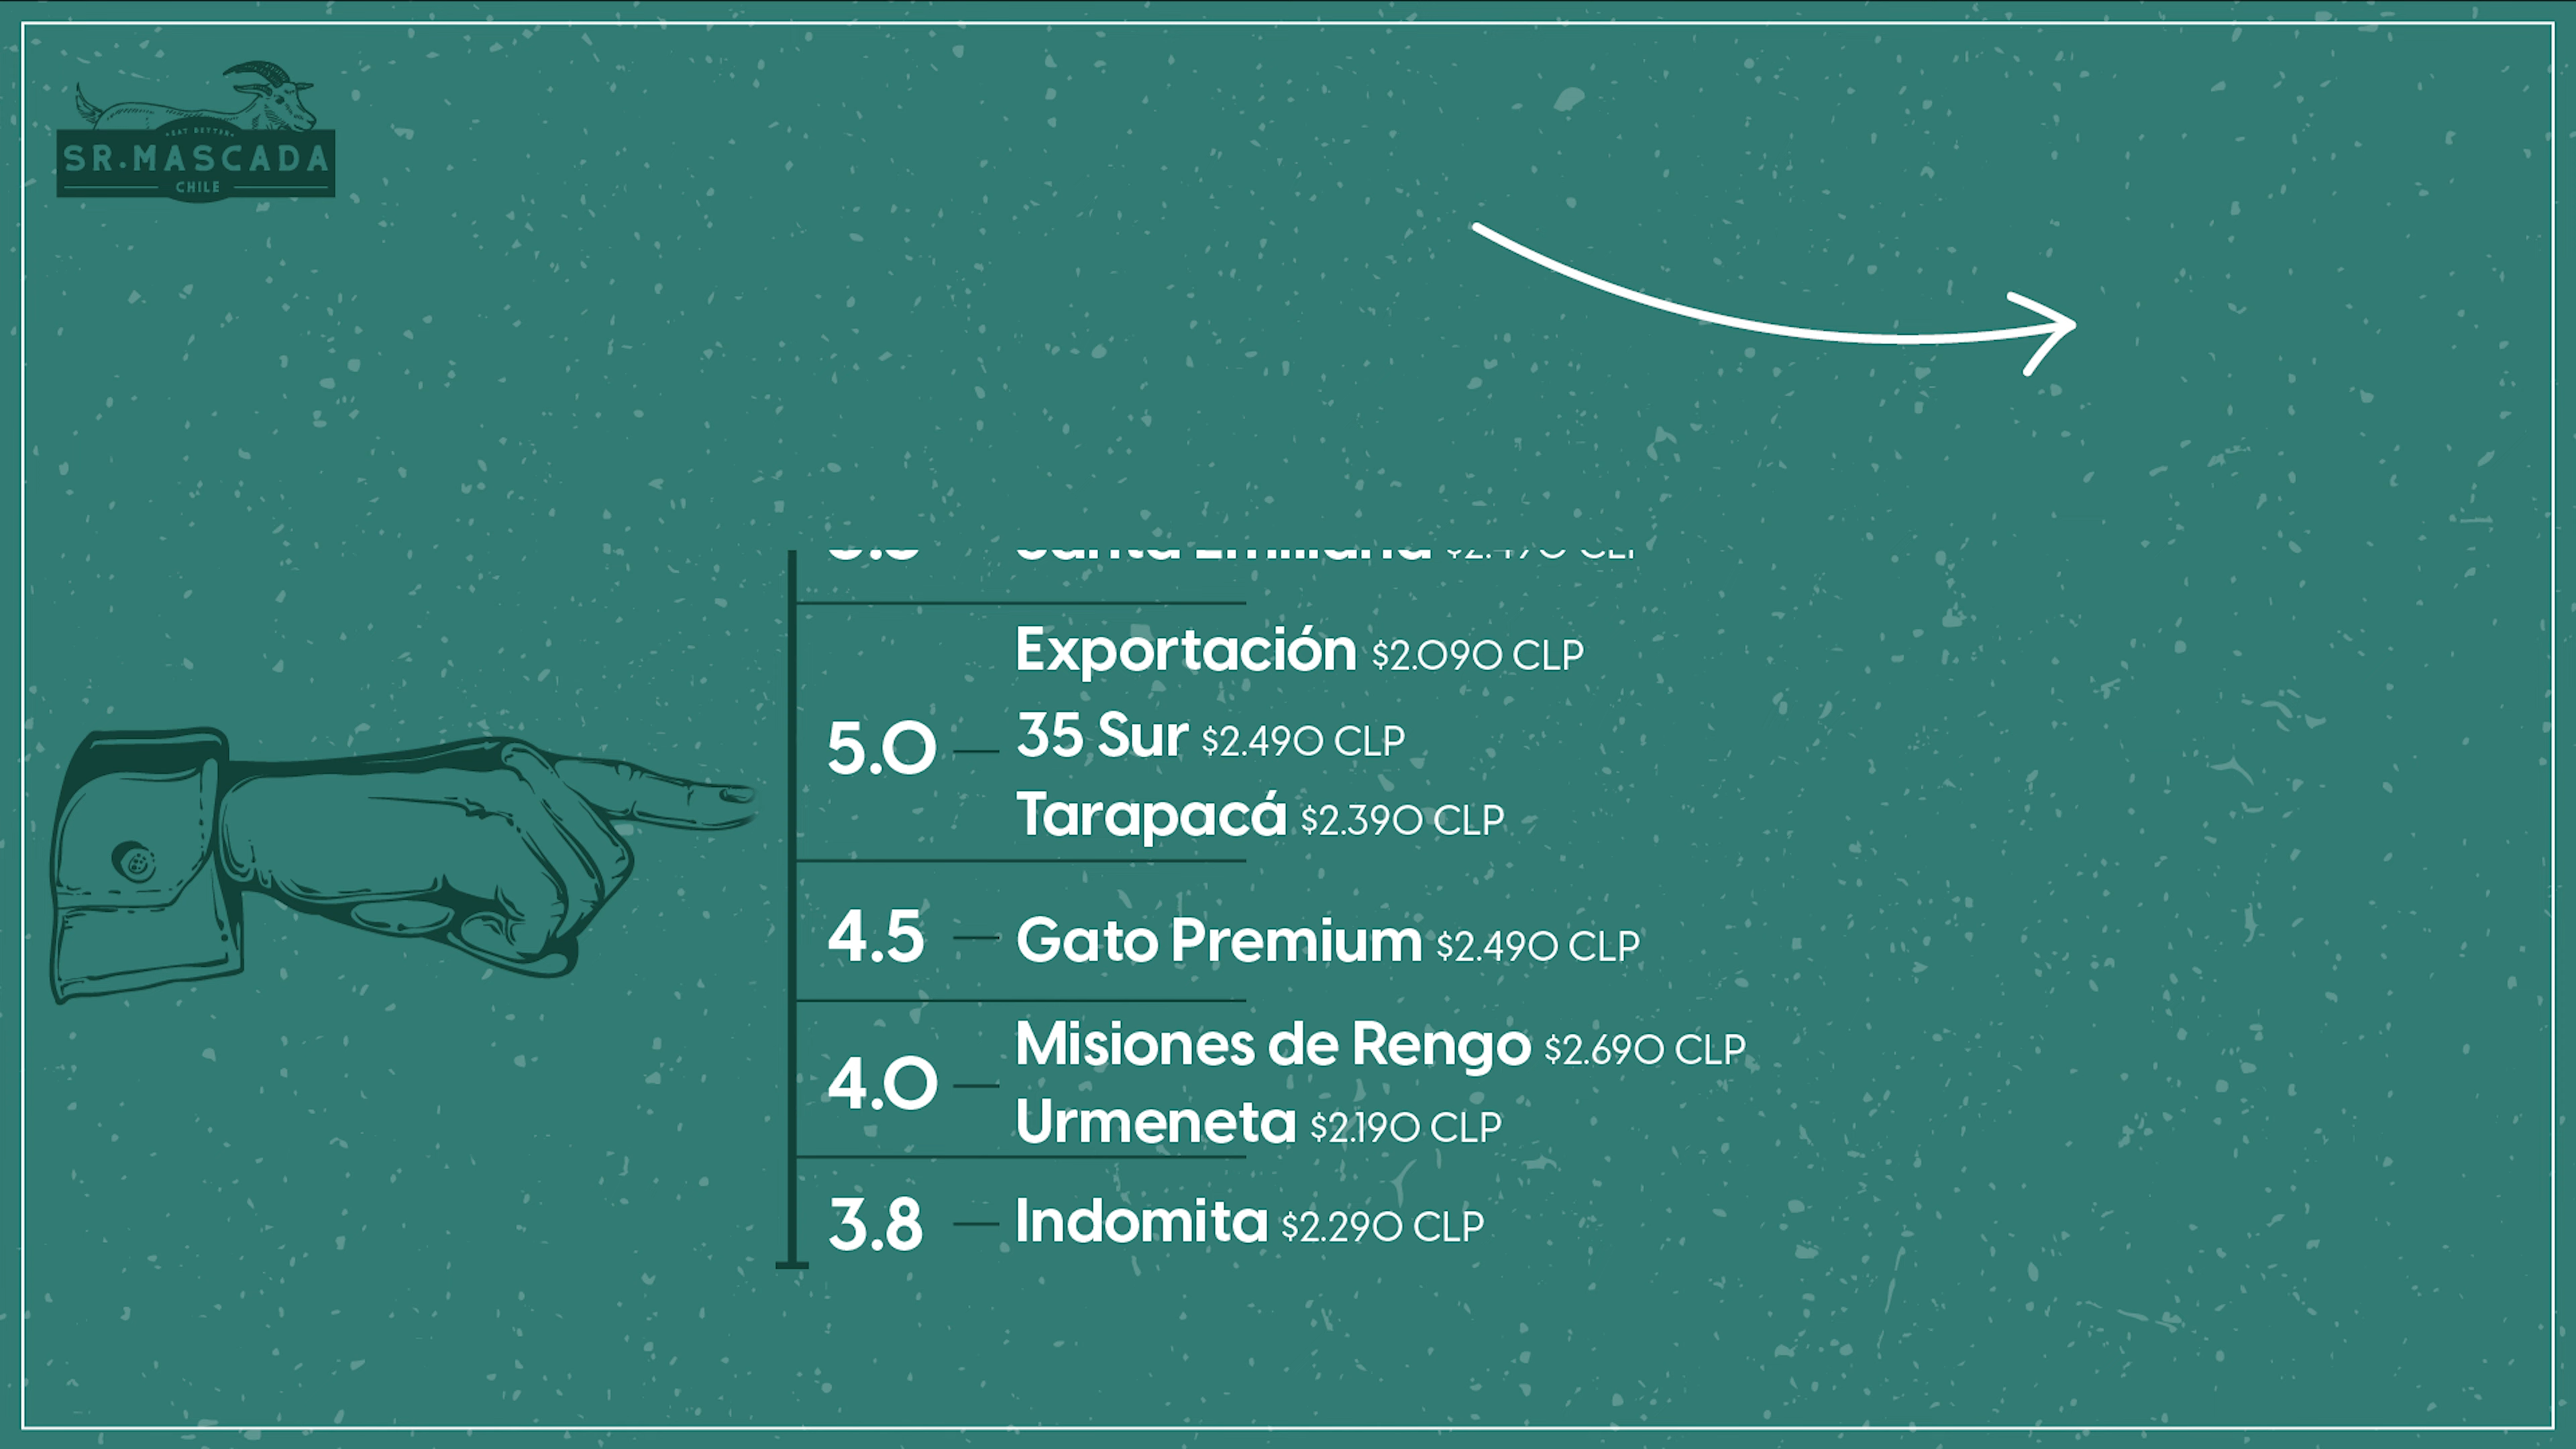 ·EAT BETTER·
SR.MASCADA
CHILE
Exportación $2.090 CLP
5.0 35 Sur $2.490 CLP
Tarapacá $2.390 CLP
4.5 Gato Premium $2.490 CLP
Misiones de Rengo $2.690 CLP
4.0
Urmeneta $2.190 CLP
3.8 Indomita $2.290 CLP